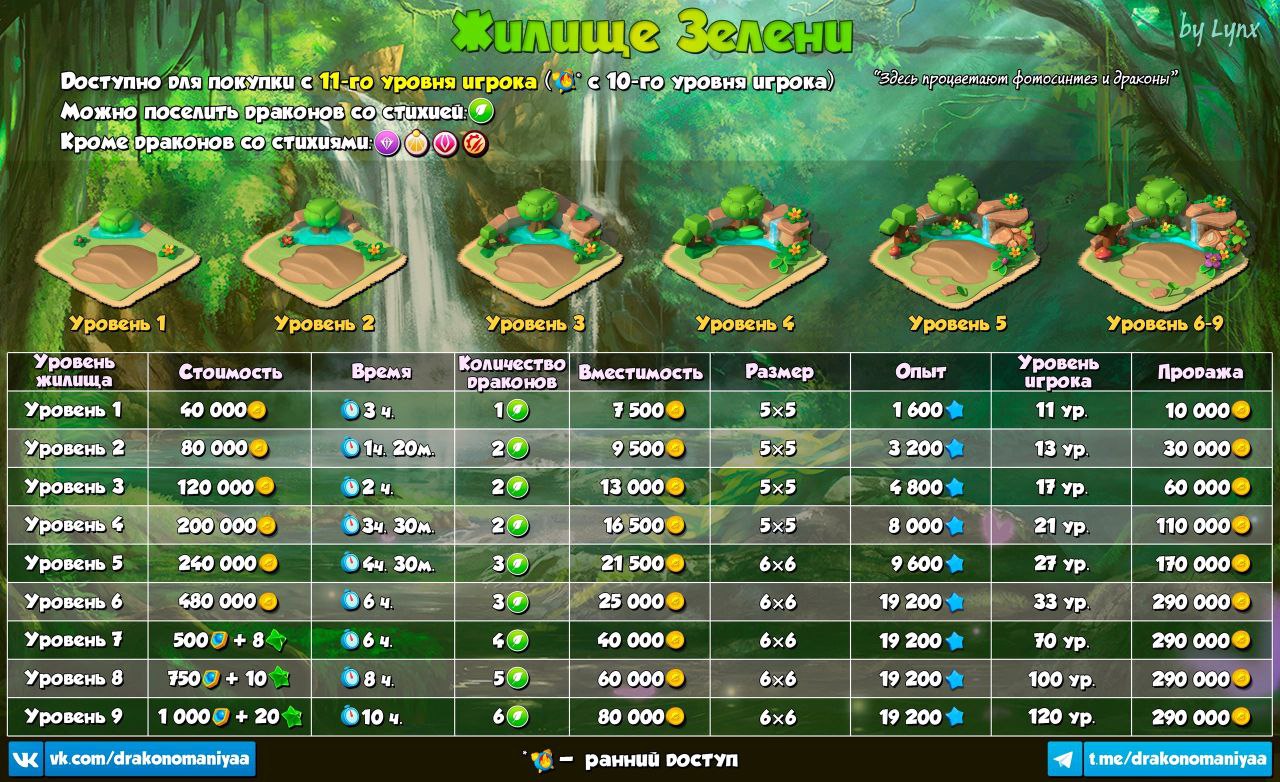 Жилище Зелени
by Lynx
Доступно для покупки с 11-го уровня игрока (* с 10-го уровня игрока)
"Здесь процветают фотосинтез и драконы"
Можно поселить драконов со стихией:
Кроме драконов со стихиями:
Уровень 1 Уровень 2 Уровень 3 Уровень 4 Уровень 5 Уровень 6-9
Уровень жилища Стоимость Время Количество драконов Вместимость Размер Опыт Уровень игрока Продажа
Уровень 1 40 000 3 ч. 1 7 500 5×5 1 600 11 ур. 10 000
Уровень 2 80 000 1ч. 20м. 2 9 500 5×5 3 200 13 ур. 30 000
Уровень 3 120 000 2 ч. 2 13 000 5×5 4 800 17 ур. 60 000
Уровень 4 200 000 3ч. 30м. 2 16 500 5×5 8 000 21 ур. 110 000
Уровень 5 240 000 4ч. 30м. 3 21 500 6×6 9 600 27 ур. 170 000
Уровень 6 480 000 6 ч. 3 25 000 6×6 19 200 33 ур. 290 000
Уровень 7 500 + 8 6 ч. 4 40 000 6×6 19 200 70 ур. 290 000
Уровень 8 750 + 10 8 ч. 5 60 000 6×6 19 200 100 ур. 290 000
Уровень 9 1 000 + 20 10 ч. 6 80 000 6×6 19 200 120 ур. 290 000
vk.com/drakonomaniyaa
* — ранний доступ
t.me/drakonomaniyaa